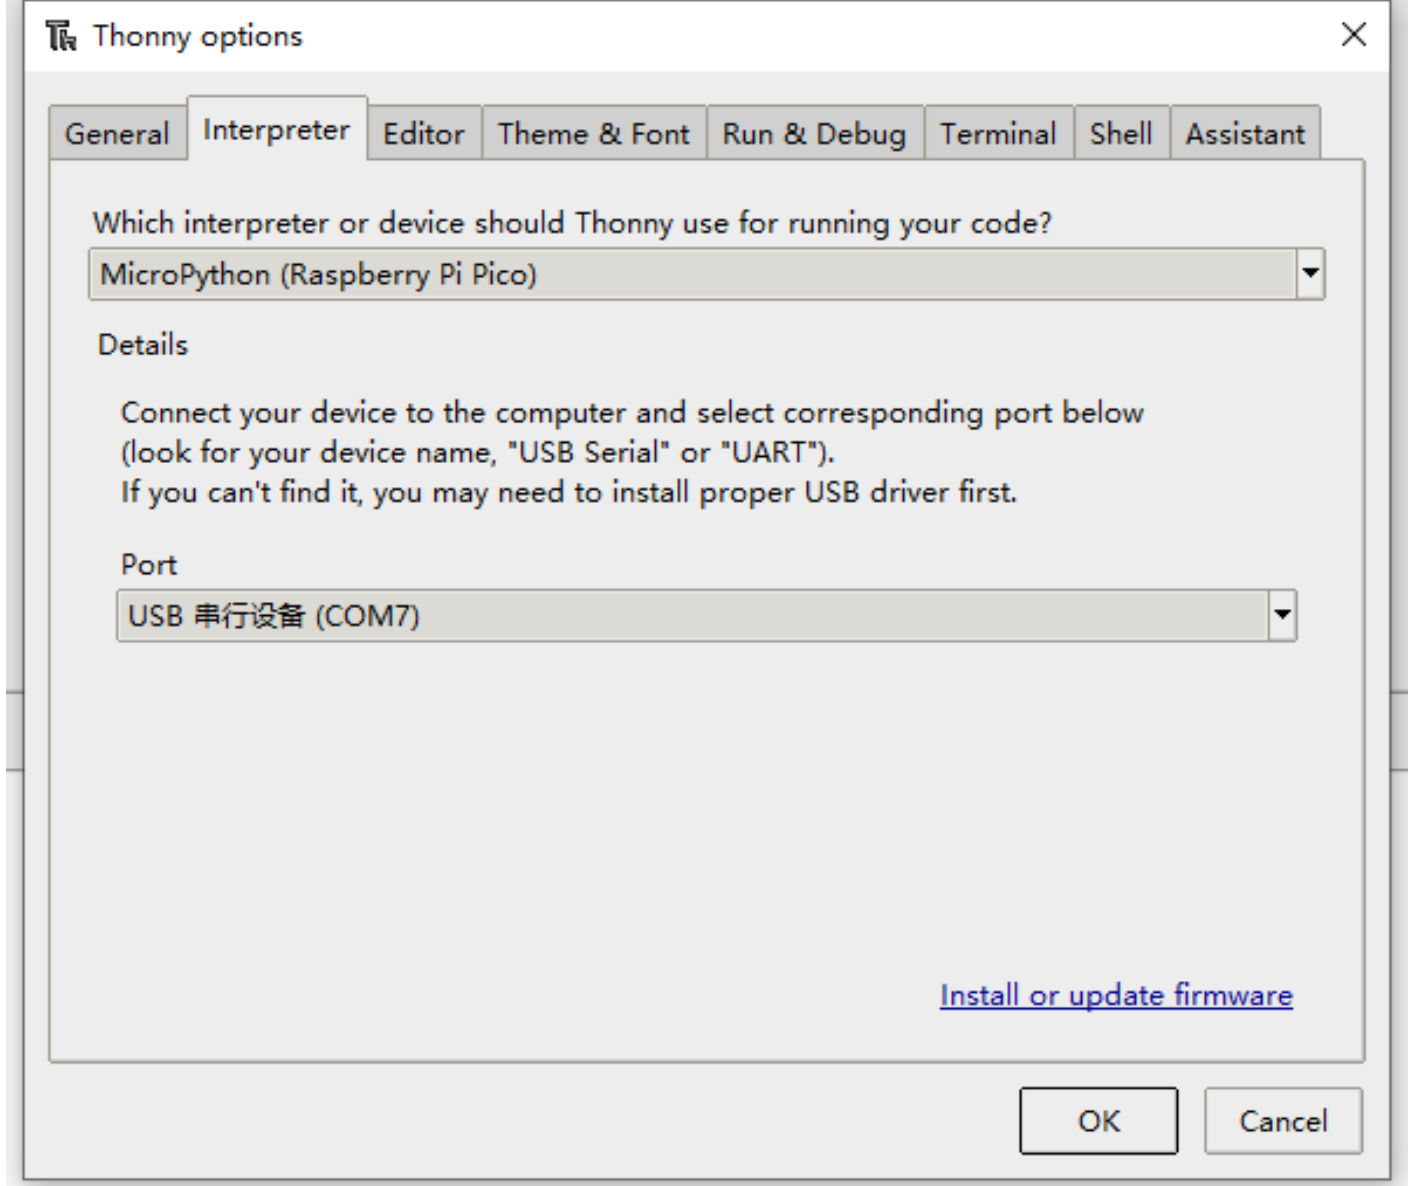 Thonny options
General Interpreter Editor Theme & Font Run & Debug Terminal Shell Assistant
Which interpreter or device should Thonny use for running your code?
MicroPython (Raspberry Pi Pico)
Details
Connect your device to the computer and select corresponding port below
(look for your device name, "USB Serial" or "UART").
If you can't find it, you may need to install proper USB driver first.
Port
USB 串行设备 (COM7)
Install or update firmware
OK Cancel